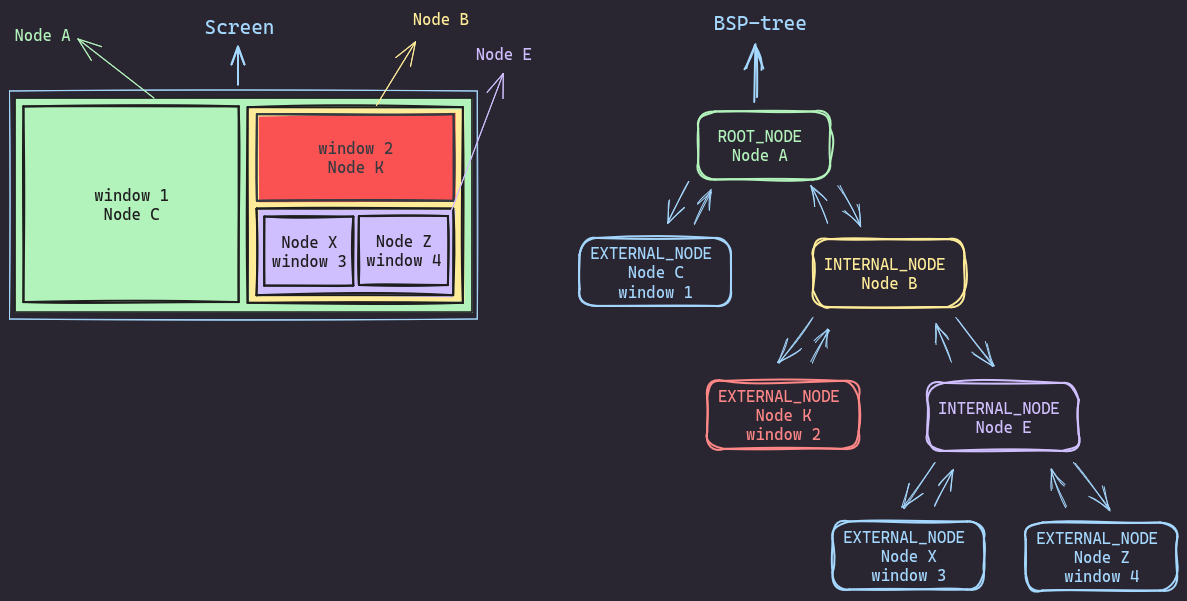 Node A
Screen
Node B
Node E
window 1
Node C
window 2
Node K
Node X
window 3
Node Z
window 4
BSP-tree
ROOT_NODE
Node A
EXTERNAL_NODE
Node C
window 1
INTERNAL_NODE
Node B
EXTERNAL_NODE
Node K
window 2
INTERNAL_NODE
Node E
EXTERNAL_NODE
Node X
window 3
EXTERNAL_NODE
Node Z
window 4